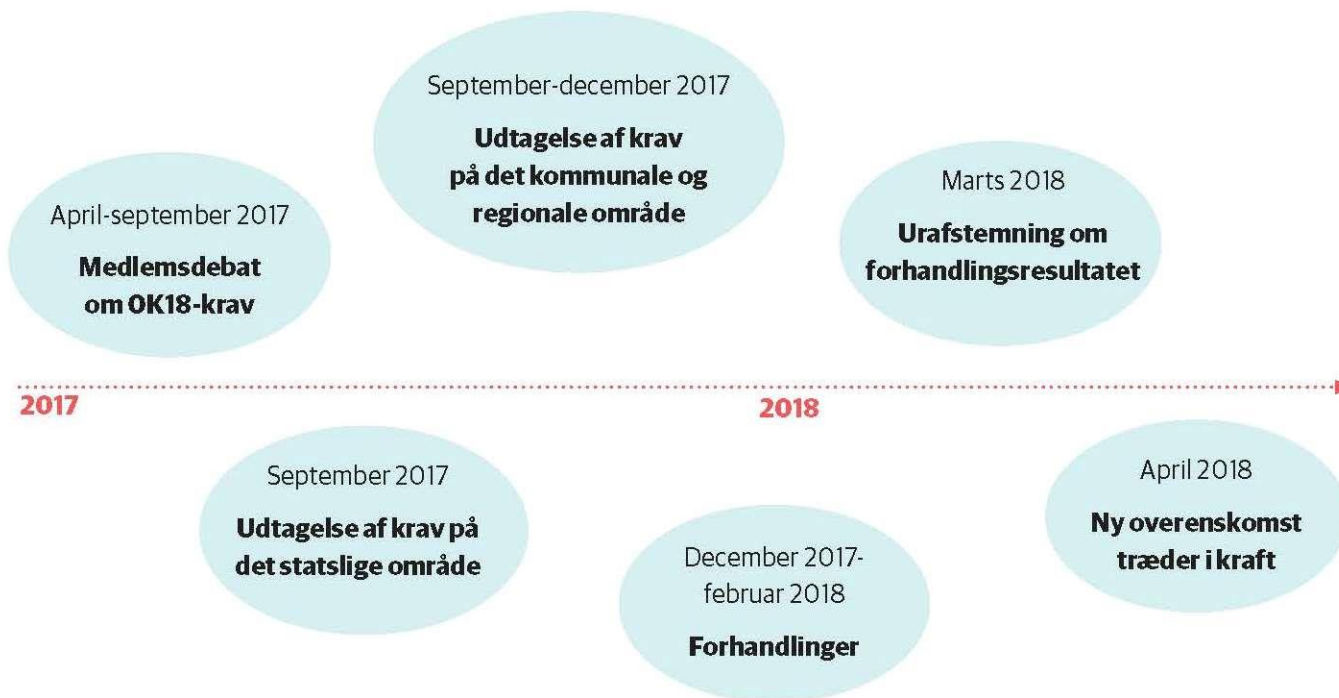 September-december 2017
Udtagelse af krav
på det kommunale og
regionale område
April-september 2017
Medlemsdebat
om OK18-krav
Marts 2018
Urafstemning om
forhandlingsresultatet
2017
2018
September 2017
Udtagelse af krav på
det statslige område
December 2017-
februar 2018
Forhandlinger
April 2018
Ny overenskomst
træder i kraft